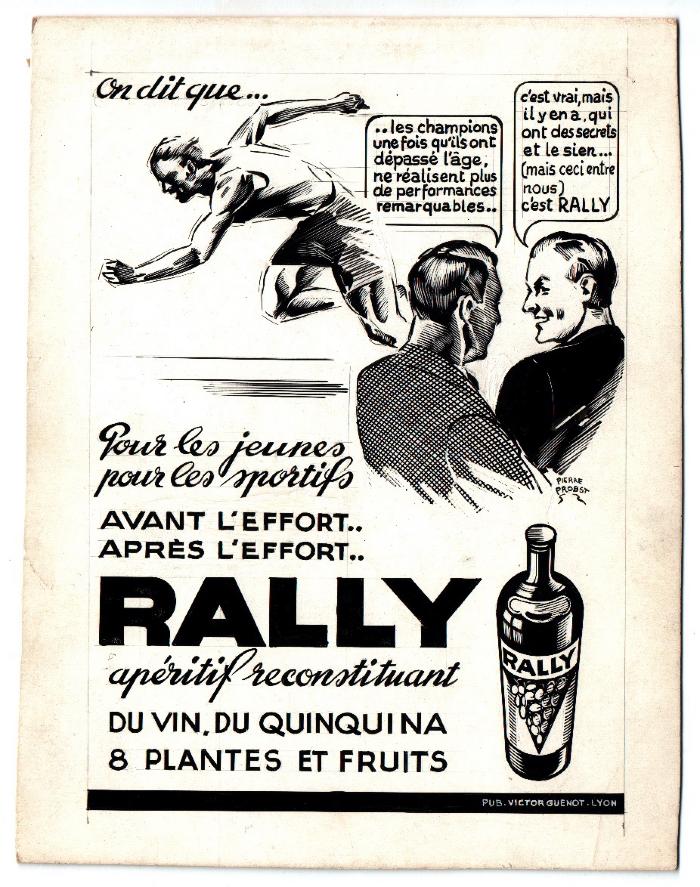 On dit que...
..les champions
une fois qu'ils ont
dépassé l'âge,
ne réalisent plus
de performances
remarquables..
c'est vrai, mais
il y en a, qui
ont des secrets
et le sien...
(mais ceci entre
nous)
c'est RALLY
PIERRE
PROBST
Pour les jeunes
pour les sportifs
AVANT L'EFFORT..
APRÈS L'EFFORT..
RALLY
apéritif reconstituant
DU VIN, DU QUINQUINA
8 PLANTES ET FRUITS
RALLY
PUB. VICTOR GUENOT. LYON